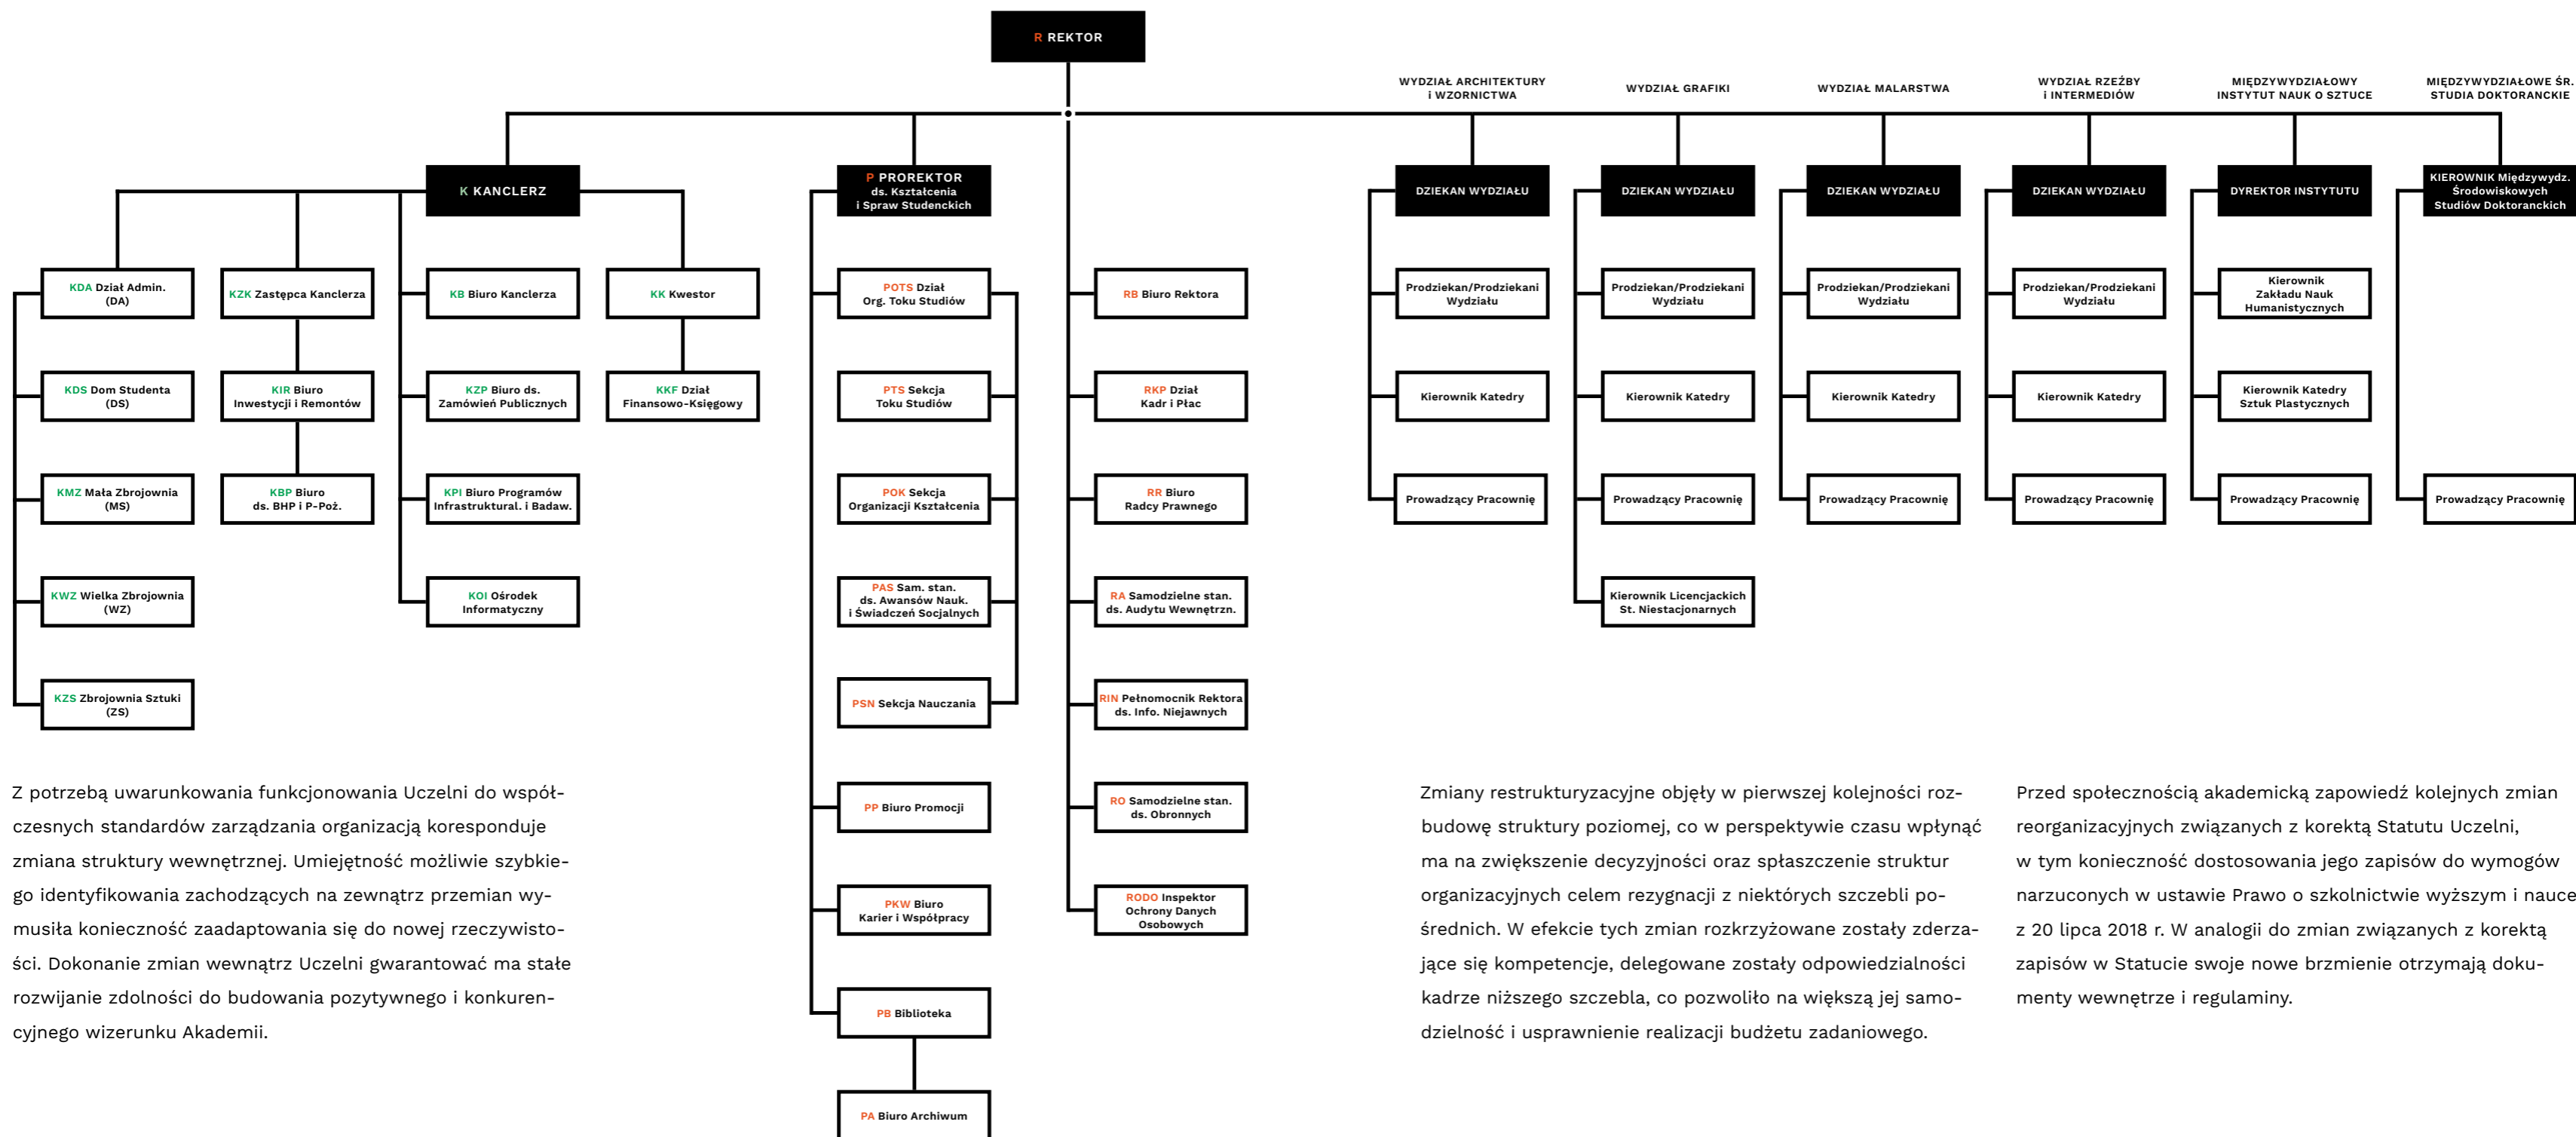 R REKTOR
WYDZIAŁ ARCHITEKTURY
i WZORNICTWA
WYDZIAŁ GRAFIKI
WYDZIAŁ MALARSTWA
WYDZIAŁ RZEŹBY
i INTERMEDIÓW
MIĘDZYWYDZIAŁOWY
INSTYTUT NAUK O SZTUCE
MIĘDZYWYDZIAŁOWE ŚR.
STUDIA DOKTORANCKIE
K KANCLERZ
P PROREKTOR
ds. Kształcenia
i Spraw Studenckich
DZIEKAN WYDZIAŁU
DZIEKAN WYDZIAŁU
DZIEKAN WYDZIAŁU
DZIEKAN WYDZIAŁU
DYREKTOR INSTYTUTU
KIEROWNIK Międzywydz.
Środowiskowych
Studiów Doktoranckich
KDA Dział Admin.
(DA)
KZK Zastępca Kanclerza
KB Biuro Kanclerza
KK Kwestor
POTS Dział
Org. Toku Studiów
RB Biuro Rektora
Prodziekan/Prodziekani
Wydziału
Prodziekan/Prodziekani
Wydziału
Prodziekan/Prodziekani
Wydziału
Prodziekan/Prodziekani
Wydziału
Kierownik
Zakładu Nauk
Humanistycznych
KDS Dom Studenta
(DS)
KIR Biuro
Inwestycji i Remontów
KZP Biuro ds.
Zamówień Publicznych
KKF Dział
Finansowo-Księgowy
PTS Sekcja
Toku Studiów
RKP Dział
Kadr i Płac
Kierownik Katedry
Kierownik Katedry
Kierownik Katedry
Kierownik Katedry
Kierownik Katedry
Sztuk Plastycznych
KMZ Mała Zbrojownia
(MS)
KBP Biuro
ds. BHP i P-Poż.
KPI Biuro Programów
Infrastruktural. i Badaw.
POK Sekcja
Organizacji Kształcenia
RR Biuro
Radcy Prawnego
Prowadzący Pracownię
Prowadzący Pracownię
Prowadzący Pracownię
Prowadzący Pracownię
Prowadzący Pracownię
Prowadzący Pracownię
KWZ Wielka Zbrojownia
(WZ)
KOI Ośrodek
Informatyczny
PAS Sam. stan.
ds. Awansów Nauk.
i Świadczeń Socjalnych
RA Samodzielne stan.
ds. Audytu Wewnętrzn.
Kierownik Licencjackich
St. Niestacjonarnych
KZS Zbrojownia Sztuki
(ZS)
PSN Sekcja Nauczania
RIN Pełnomocnik Rektora
ds. Info. Niejawnych
PP Biuro Promocji
RO Samodzielne stan.
ds. Obronnych
PKW Biuro
Karier i Współpracy
RODO Inspektor
Ochrony Danych
Osobowych
PB Biblioteka
PA Biuro Archiwum
Z potrzebą uwarunkowania funkcjonowania Uczelni do współ-
czesnych standardów zarządzania organizacją koresponduje
zmiana struktury wewnętrznej. Umiejętność możliwie szybkie-
go identyfikowania zachodzących na zewnątrz przemian wy-
musiła konieczność zaadaptowania się do nowej rzeczywisto-
ści. Dokonanie zmian wewnątrz Uczelni gwarantować ma stałe
rozwijanie zdolności do budowania pozytywnego i konkuren-
cyjnego wizerunku Akademii.
Zmiany restrukturyzacyjne objęły w pierwszej kolejności roz-
budowę struktury poziomej, co w perspektywie czasu wpłynąć
ma na zwiększenie decyzyjności oraz spłaszczenie struktur
organizacyjnych celem rezygnacji z niektórych szczebli po-
średnich. W efekcie tych zmian rozkrzyżowane zostały zderza-
jące się kompetencje, delegowane zostały odpowiedzialności
kadrze niższego szczebla, co pozwoliło na większą jej samo-
dzielność i usprawnienie realizacji budżetu zadaniowego.
Przed społecznością akademicką zapowiedź kolejnych zmian
reorganizacyjnych związanych z korektą Statutu Uczelni,
w tym konieczność dostosowania jego zapisów do wymogów
narzuconych w ustawie Prawo o szkolnictwie wyższym i nauce
z 20 lipca 2018 r. W analogii do zmian związanych z korektą
zapisów w Statucie swoje nowe brzmienie otrzymają doku-
menty wewnętrze i regulaminy.